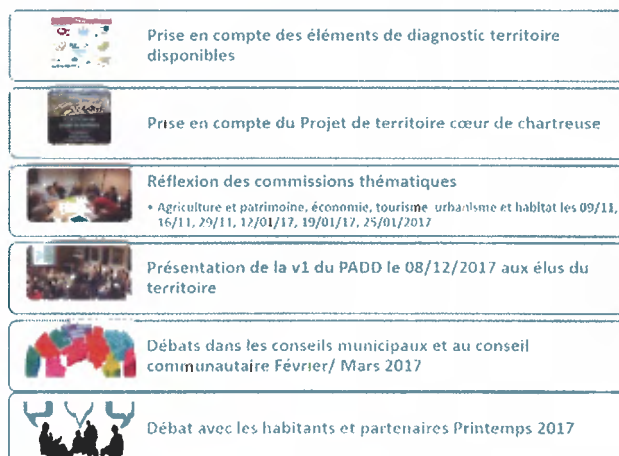 Prise en compte des éléments de diagnostic territoire
disponibles
Prise en compte du Projet de territoire cœur de chartreuse
Réflexion des commissions thématiques
• Agriculture et patrimoine, économie, tourisme urbanisme et habitat les 09/11,
16/11, 29/11, 12/01/17, 19/01/17, 25/01/2017
Présentation de la v1 du PADD le 08/12/2017 aux élus du
territoire
Débats dans les conseils municipaux et au conseil
communautaire Février/ Mars 2017
Débat avec les habitants et partenaires Printemps 2017